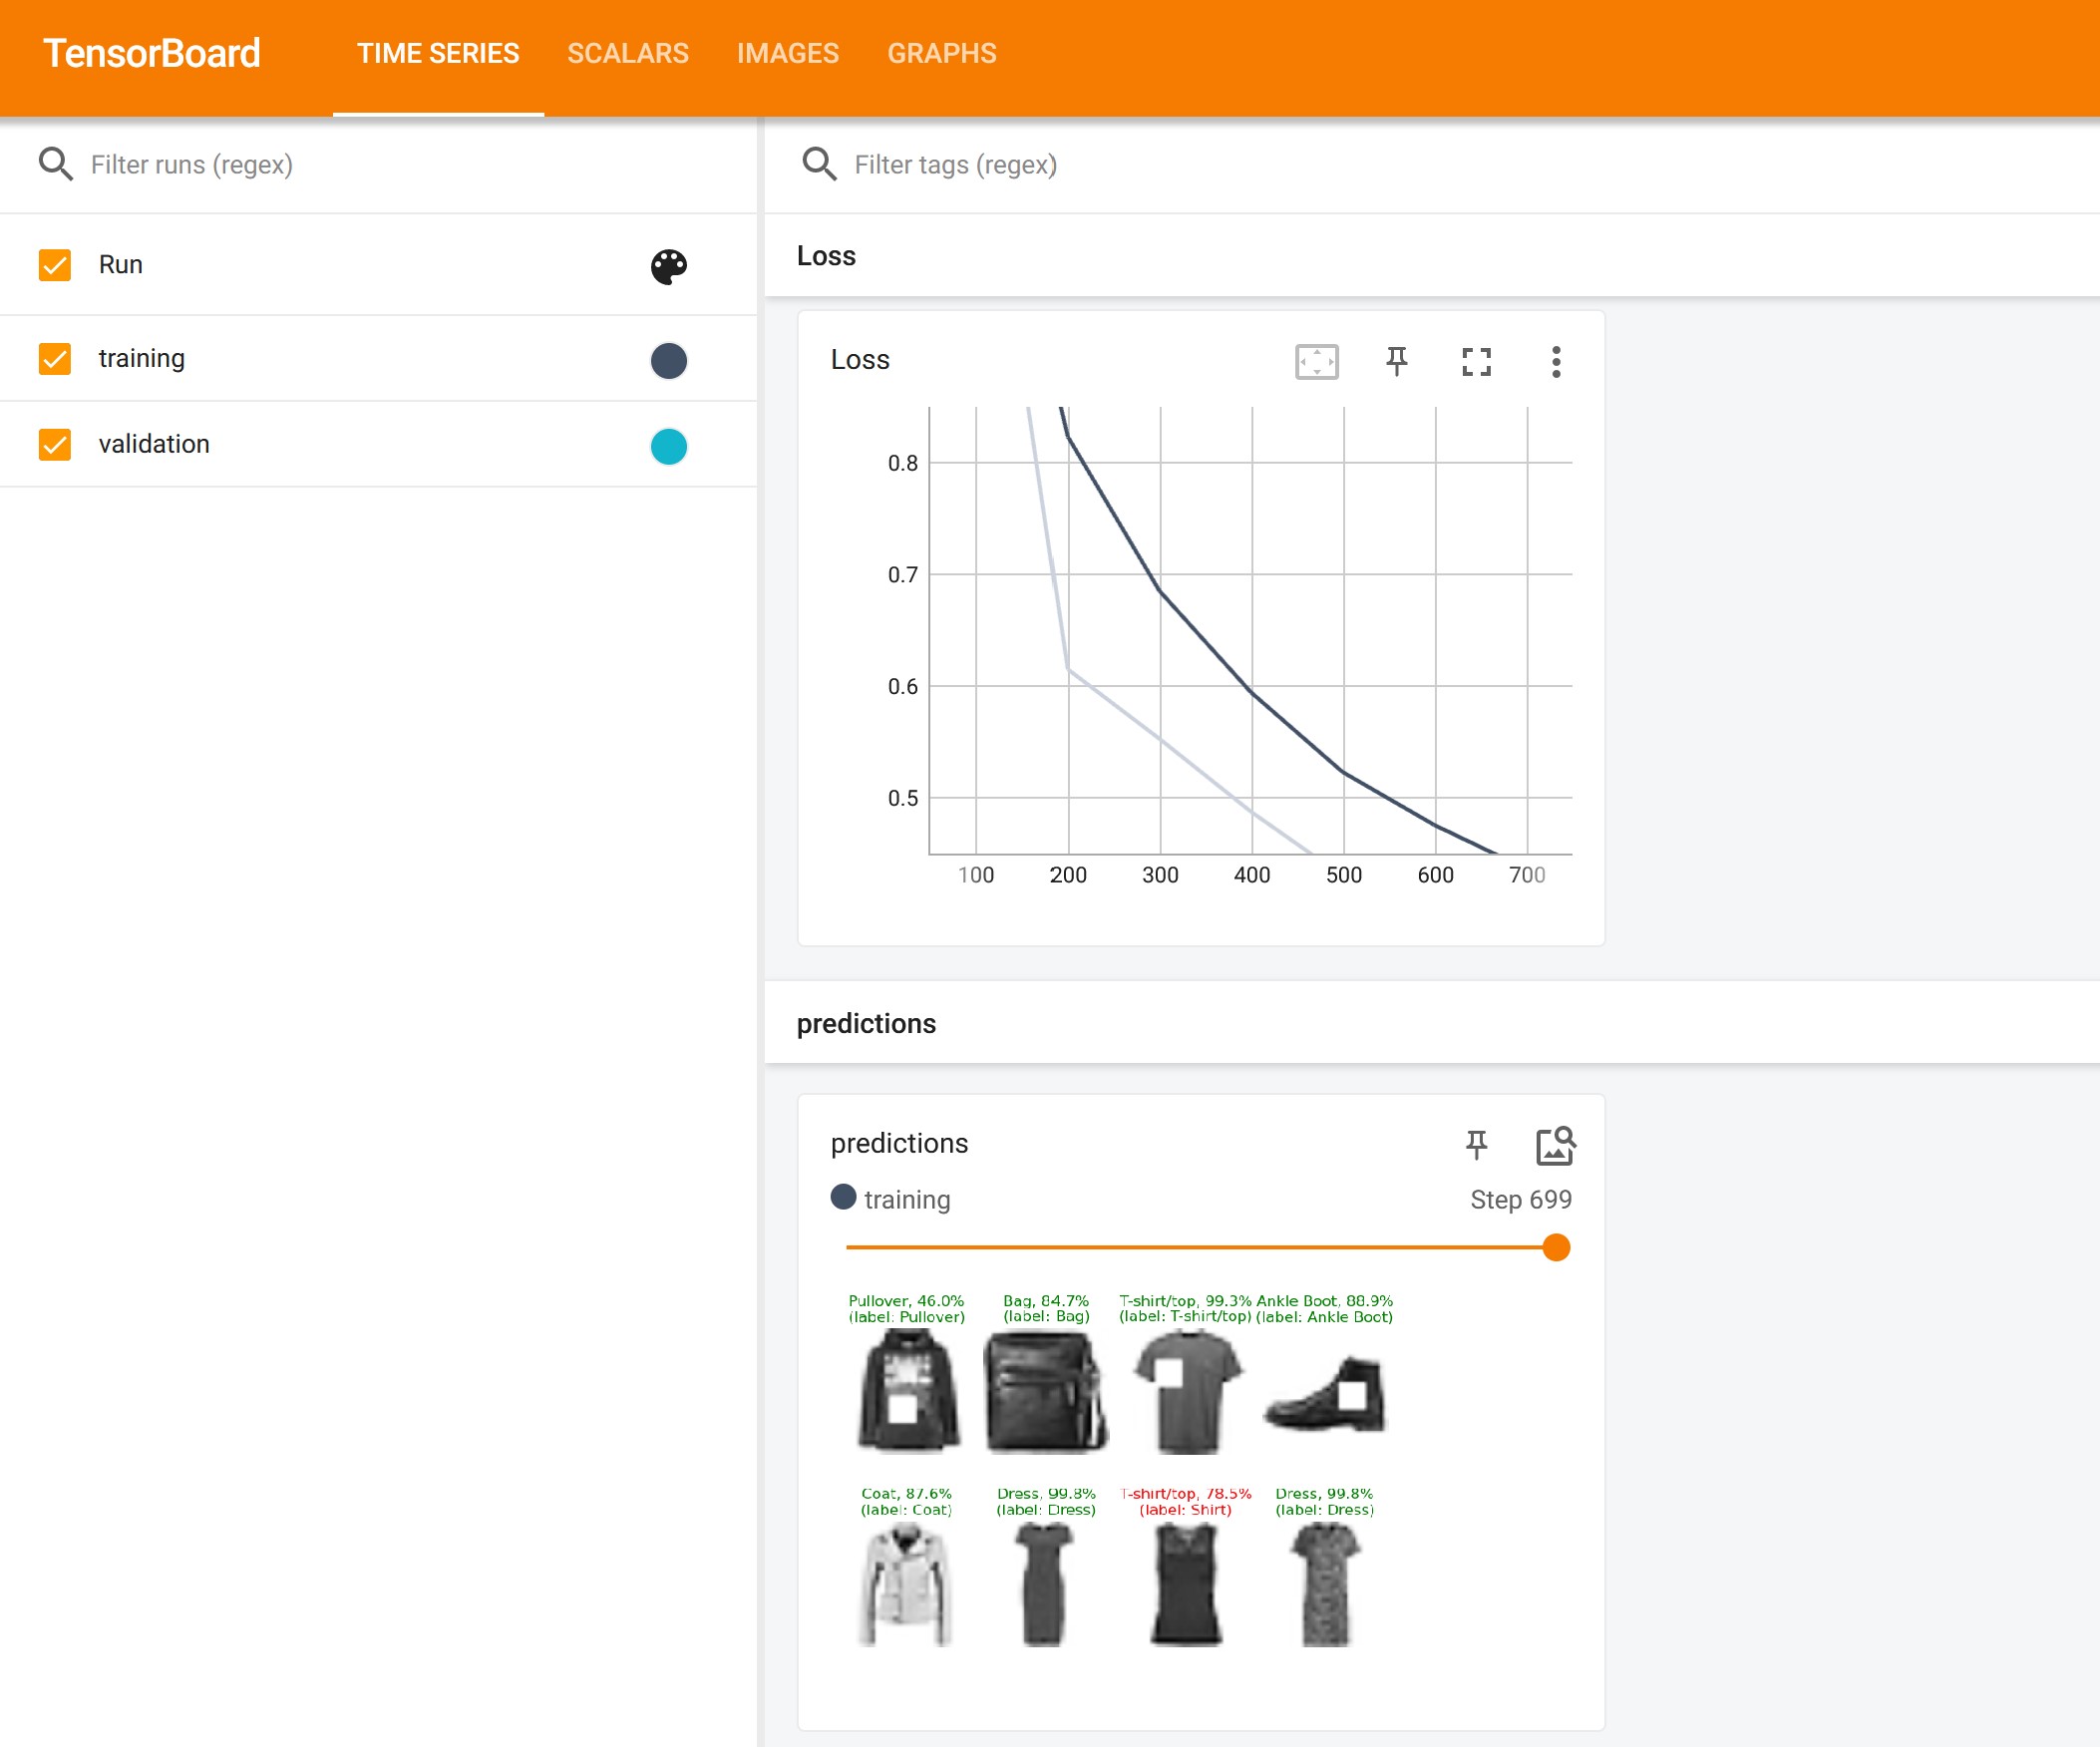 TensorBoard TIME SERIES SCALARS IMAGES GRAPHS
Filter runs (regex)
Run
training
validation
Filter tags (regex)
Loss
Loss
0.8
0.7
0.6
0.5
100 200 300 400 500 600 700
predictions
predictions
training Step 699
Pullover, 46.0% Bag, 84.7% T-shirt/top, 99.3% Ankle Boot, 88.9%
(label: Pullover) (label: Bag) (label: T-shirt/top) (label: Ankle Boot)
Coat, 87.6% Dress, 99.8% T-shirt/top, 78.5% Dress, 99.8%
(label: Coat) (label: Dress) (label: Shirt) (label: Dress)